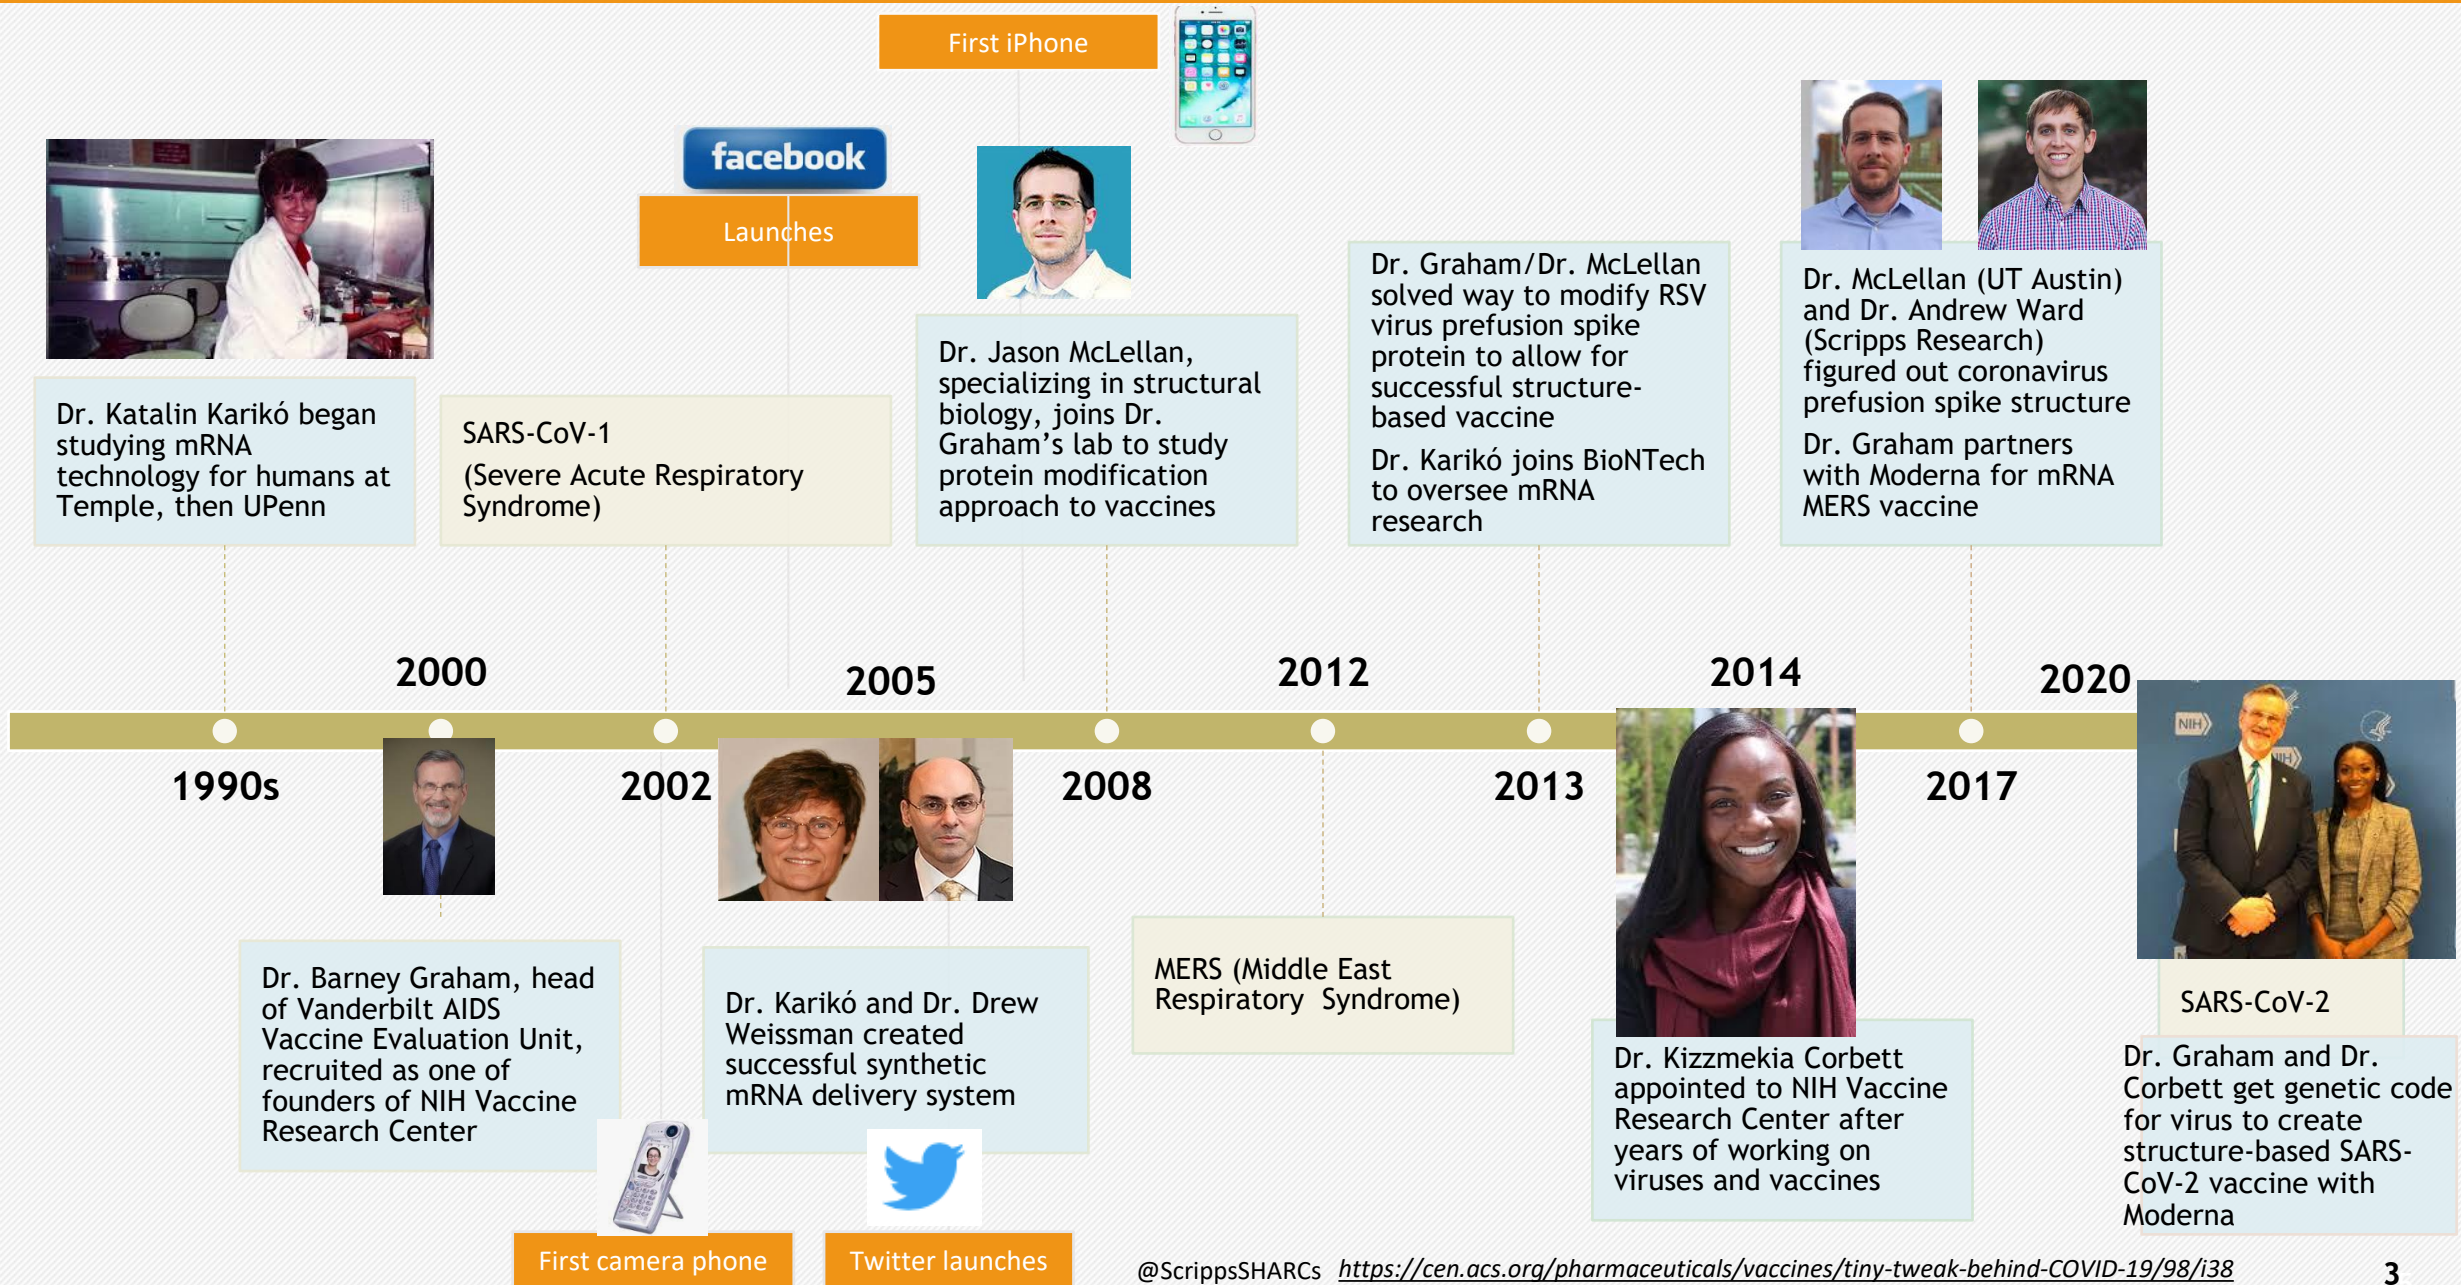 First iPhone
facebook
Launches
Dr. Katalin Karikó began
studying mRNA
technology for humans at
Temple, then UPenn
SARS-CoV-1
(Severe Acute Respiratory
Syndrome)
Dr. Jason McLellan,
specializing in structural
biology, joins Dr.
Graham’s lab to study
protein modification
approach to vaccines
Dr. Graham/Dr. McLellan
solved way to modify RSV
virus prefusion spike
protein to allow for
successful structure-
based vaccine
Dr. Karikó joins BioNTech
to oversee mRNA
research
Dr. McLellan (UT Austin)
and Dr. Andrew Ward
(Scripps Research)
figured out coronavirus
prefusion spike structure
Dr. Graham partners
with Moderna for mRNA
MERS vaccine
2000
2005
2012
2014
2020
1990s
2002
2008
2013
2017
NIH
NIH
Dr. Barney Graham, head
of Vanderbilt AIDS
Vaccine Evaluation Unit,
recruited as one of
founders of NIH Vaccine
Research Center
Dr. Karikó and Dr. Drew
Weissman created
successful synthetic
mRNA delivery system
MERS (Middle East
Respiratory Syndrome)
Dr. Kizzmekia Corbett
appointed to NIH Vaccine
Research Center after
years of working on
viruses and vaccines
SARS-CoV-2
Dr. Graham and Dr.
Corbett get genetic code
for virus to create
structure-based SARS-
CoV-2 vaccine with
Moderna
First camera phone
Twitter launches
@ScrippsSHARCs https://cen.acs.org/pharmaceuticals/vaccines/tiny-tweak-behind-COVID-19/98/i38
3